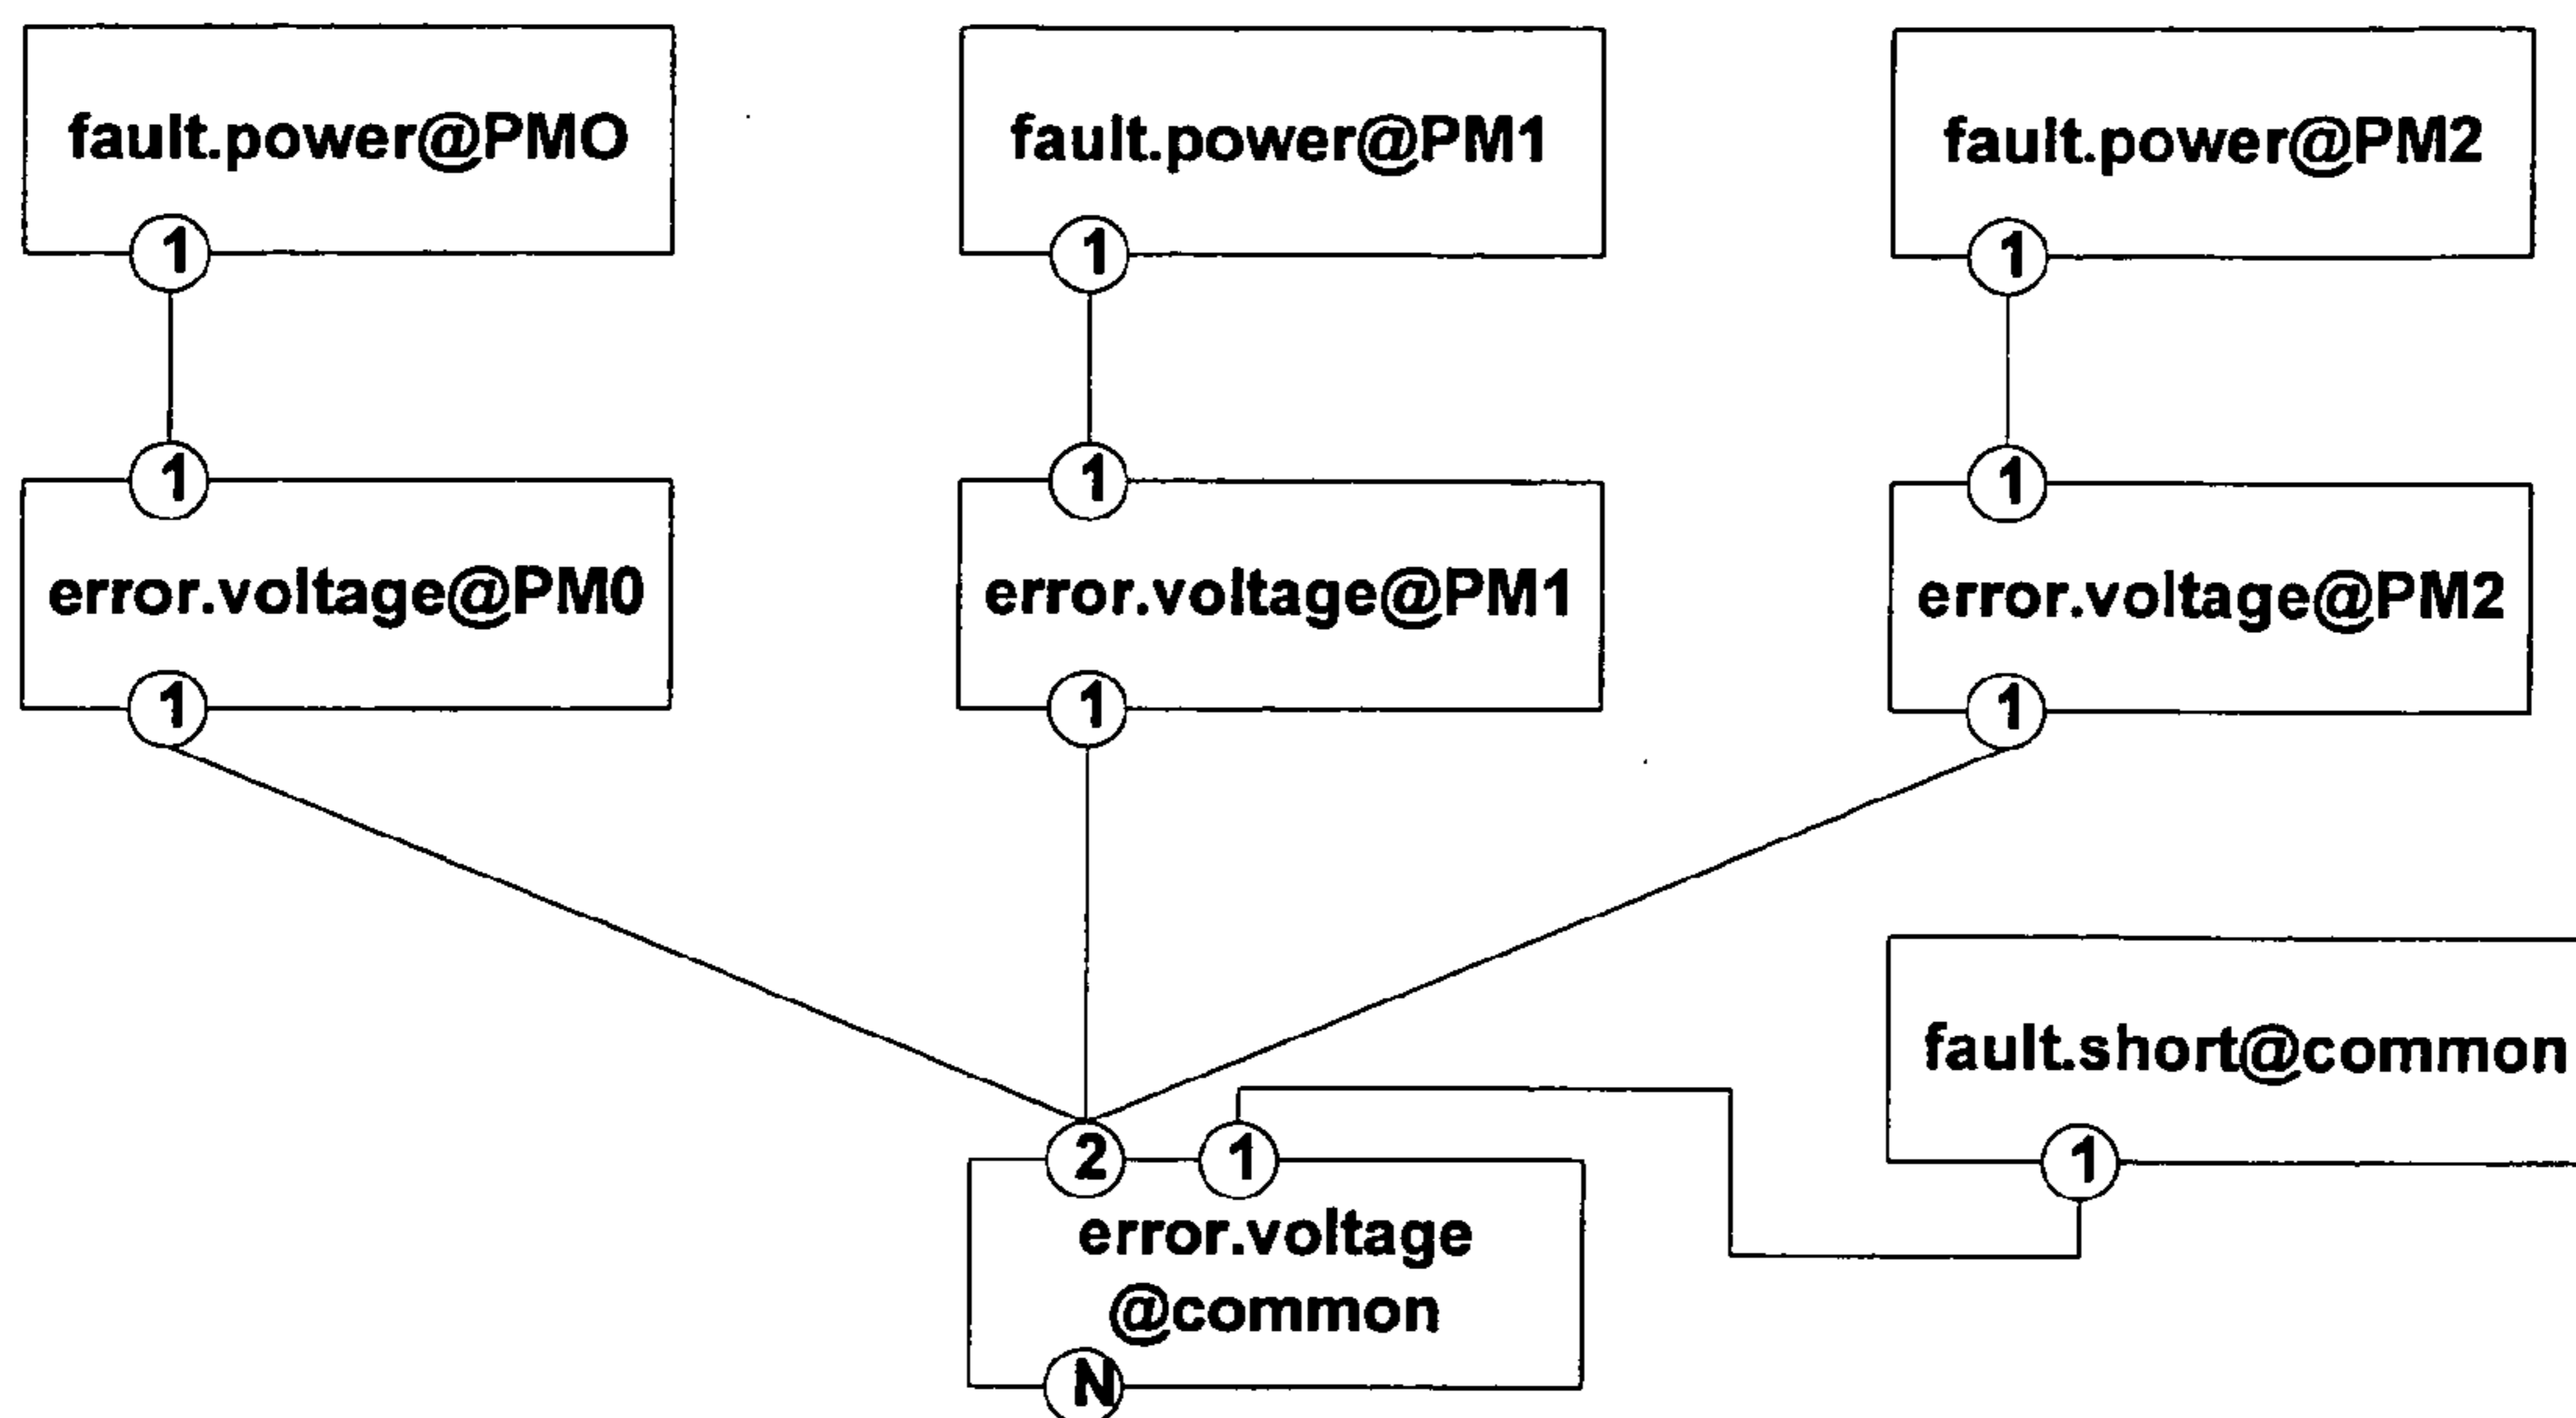 fault.power@PMO
fault.power@PM1
fault.power@PM2
1
1
1
1
1
1
error.voltage@PM0
error.voltage@PM1
error.voltage@PM2
1
1
1
fault.short@common
2
1
1
error.voltage
@common
N